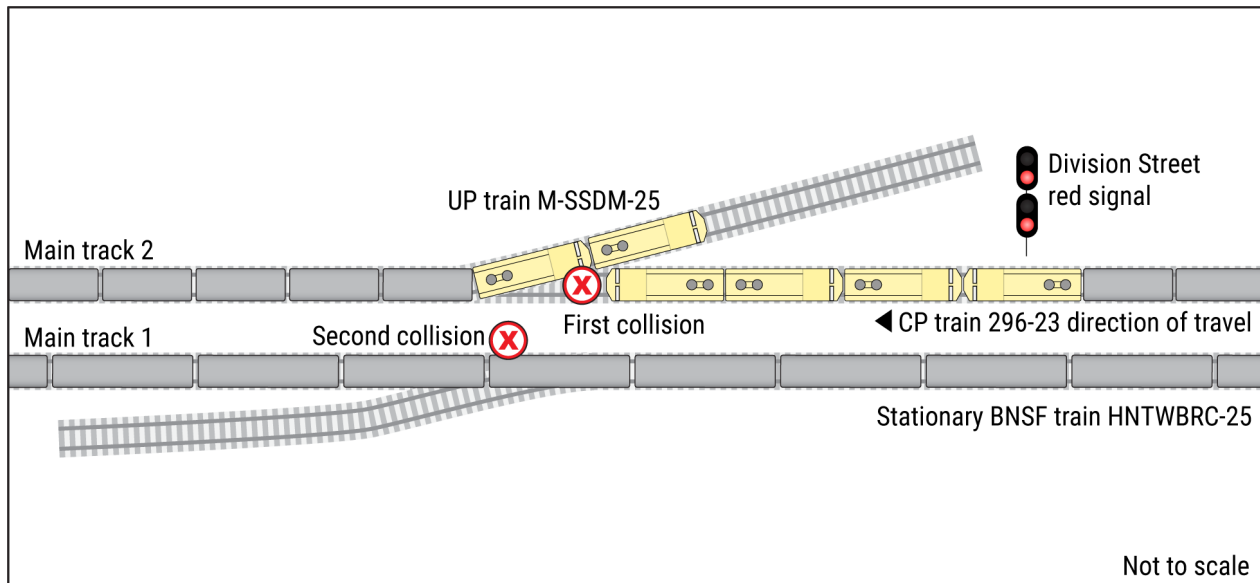 Division Street
red signal
UP train M-SSDM-25
Main track 2
X
First collision
◀ CP train 296-23 direction of travel
Main track 1
Second collision
X
Stationary BNSF train HNTWBRC-25
Not to scale